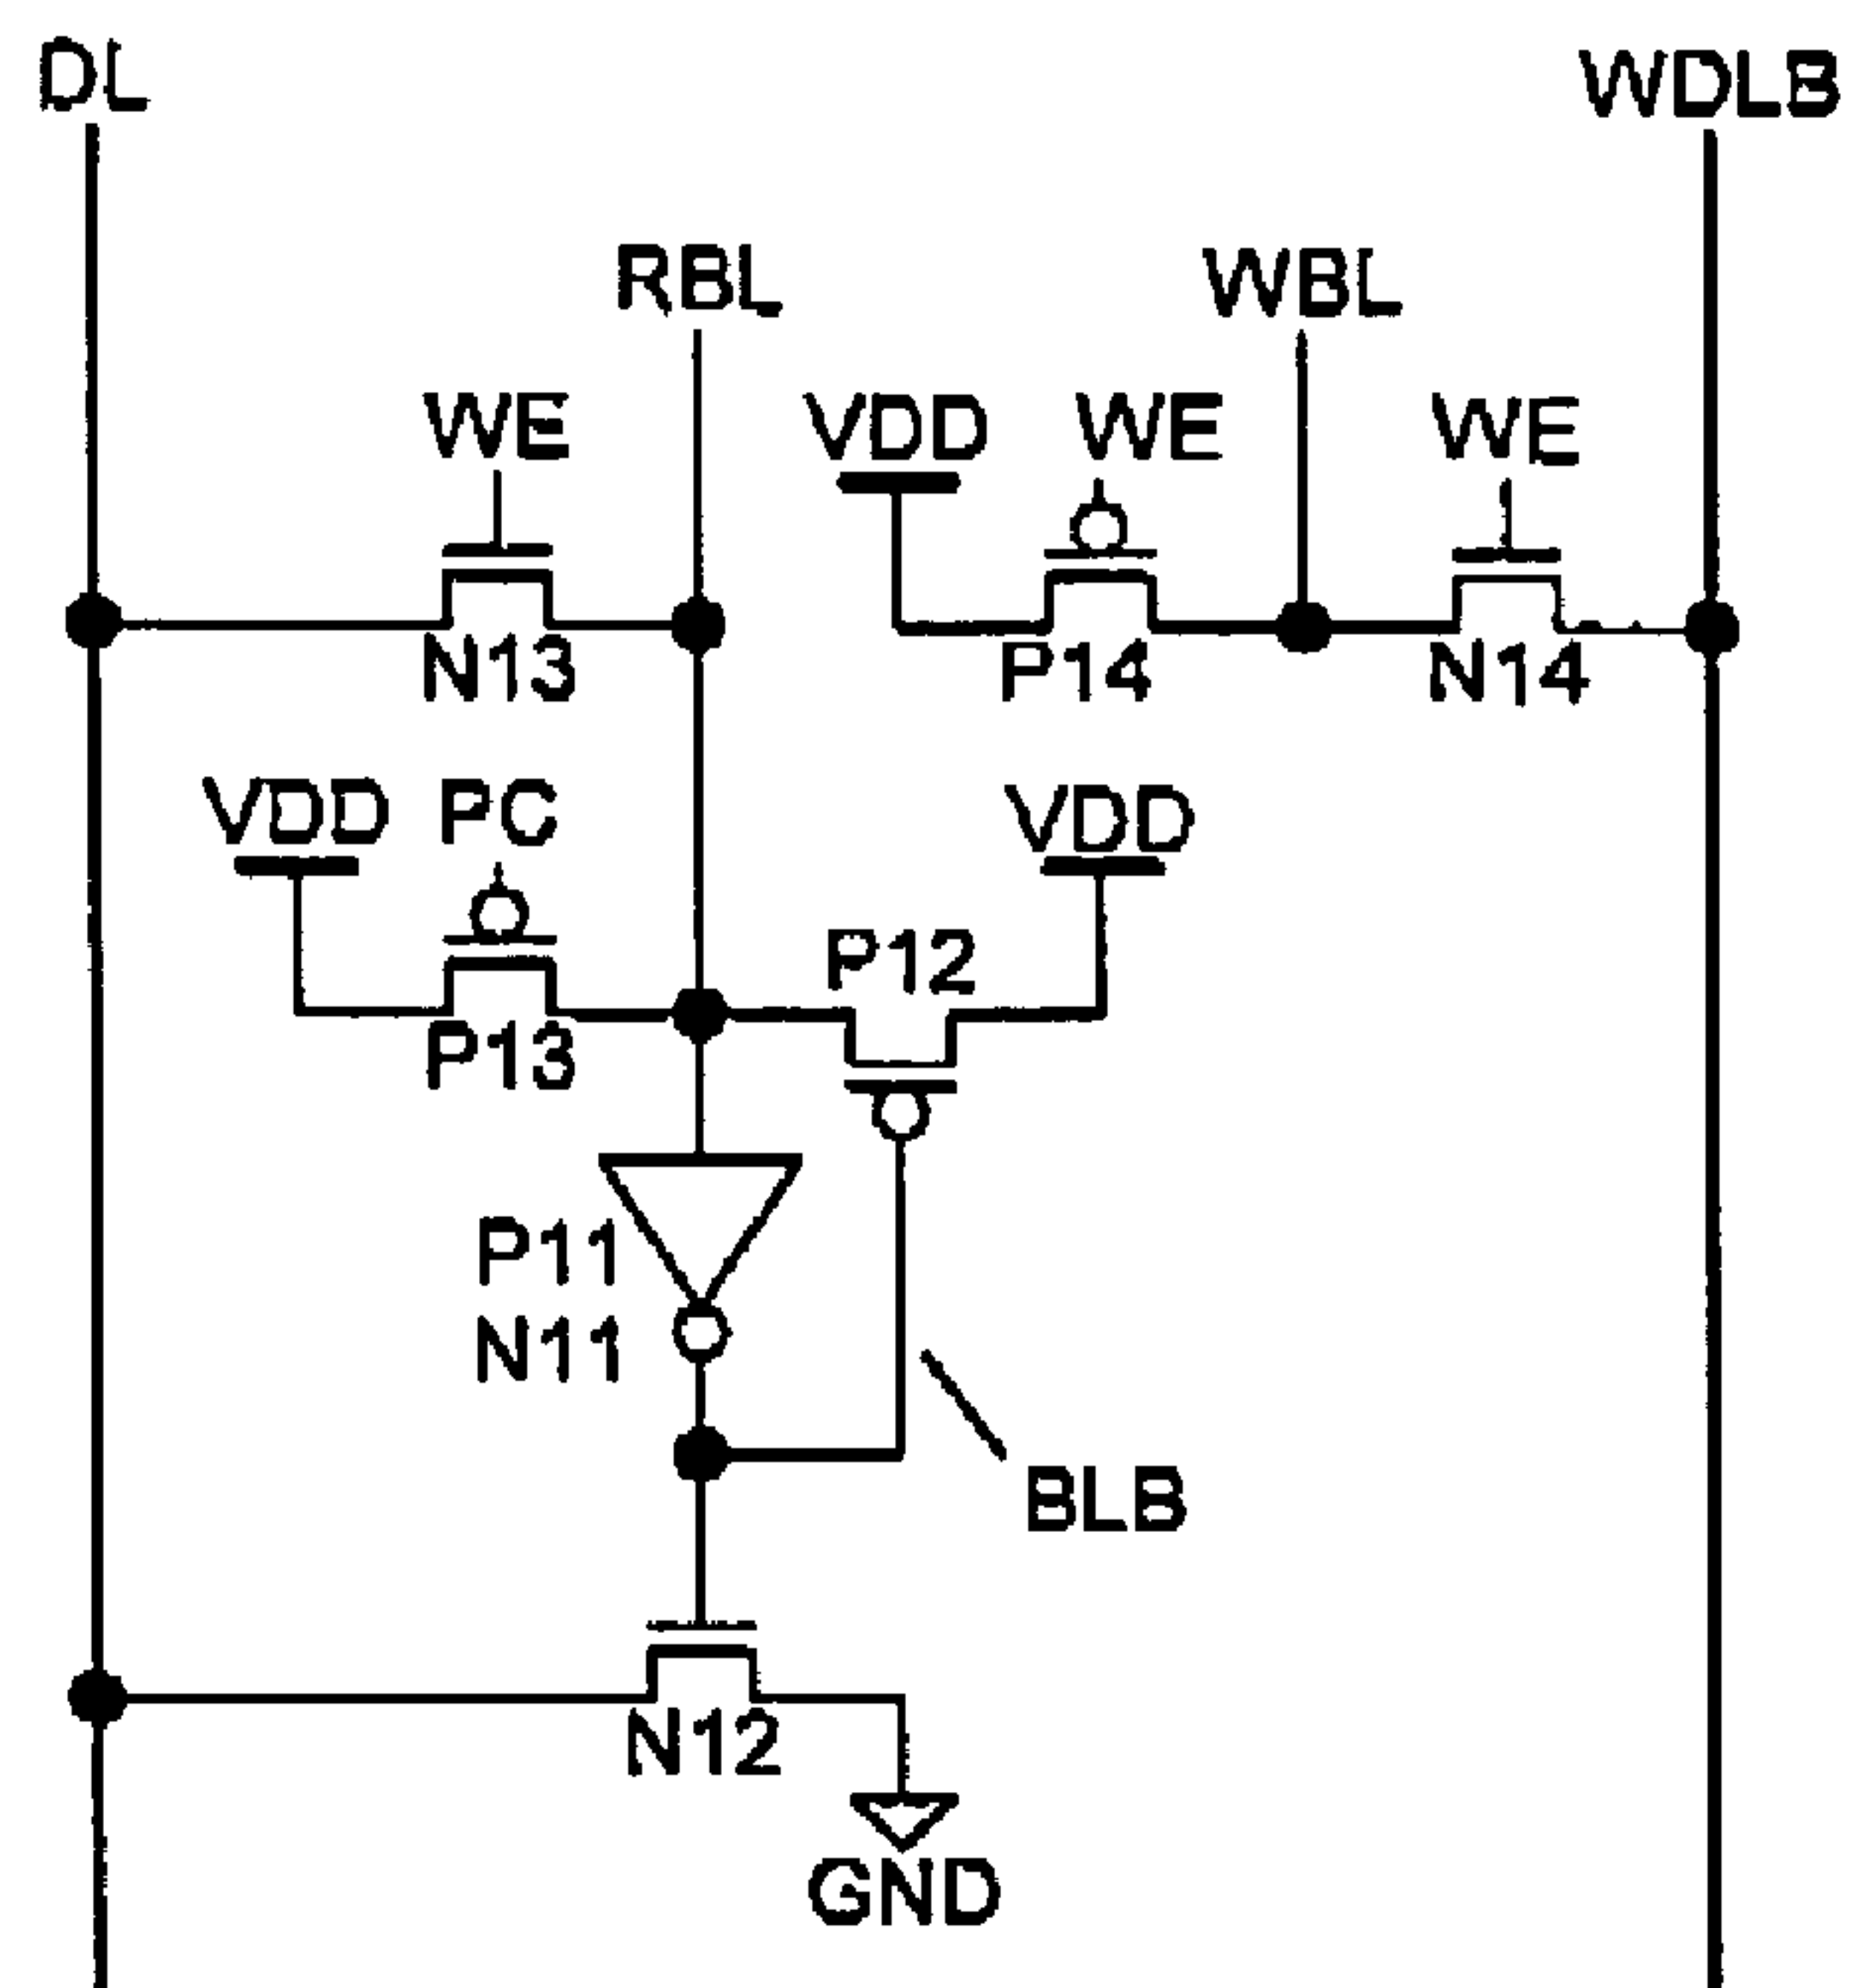 DL
WDLB
RBL
WBL
WE
VDD
WE
WE
N13
P14
N14
VDD
PC
VDD
P12
P13
P11
N11
BLB
N12
GND